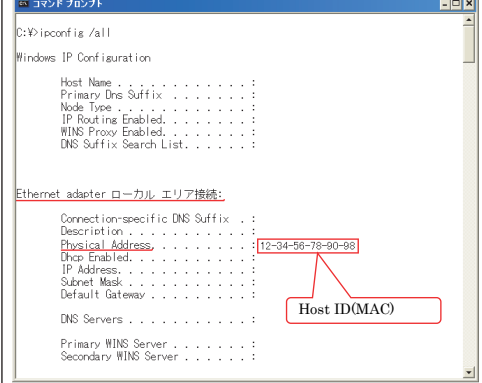 コマンド プロンプト
C:¥>ipconfig /all
Windows IP Configuration
Host Name . . . . . . . . . . . . :
Primary Dns Suffix . . . . . . . :
Node Type . . . . . . . . . . . . :
IP Routing Enabled. . . . . . . . :
WINS Proxy Enabled. . . . . . . . :
DNS Suffix Search List. . . . . . :
Ethernet adapter ローカル エリア接続:
Connection-specific DNS Suffix . :
Description . . . . . . . . . . . :
Physical Address. . . . . . . . . : 12-34-56-78-90-98
Dhcp Enabled. . . . . . . . . . . :
IP Address. . . . . . . . . . . . :
Subnet Mask . . . . . . . . . . . :
Default Gateway . . . . . . . . . :
Host ID(MAC)
DNS Servers . . . . . . . . . . . :
Primary WINS Server . . . . . . . :
Secondary WINS Server . . . . . . :